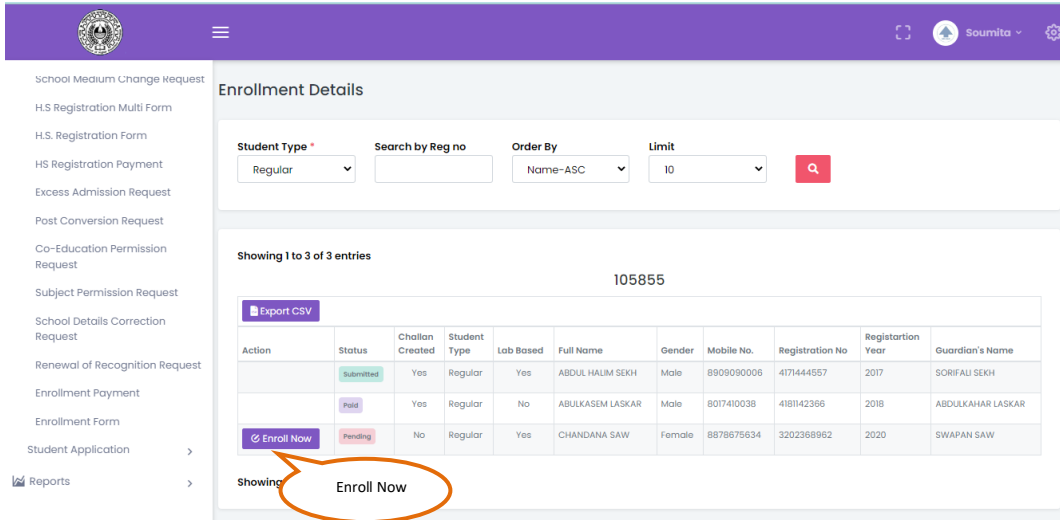 Soumita
School Medium Change Request
H.S Registration Multi Form
H.S. Registration Form
HS Registration Payment
Excess Admission Request
Post Conversion Request
Co-Education Permission
Request
Subject Permission Request
School Details Correction
Request
Renewal of Recognition Request
Enrollment Payment
Enrollment Form
Student Application
Reports
Enrollment Details
Student Type * Search by Reg no Order By Limit
Regular Name-ASC 10
Showing 1 to 3 of 3 entries
105855
Export CSV
Action Status Challan Created Student Type Lab Based Full Name Gender Mobile No. Registration No Registartion Year Guardian's Name
Submitted Yes Regular Yes ABDUL HALIM SEKH Male 8909090006 4171444557 2017 SORIFALI SEKH
Paid Yes Regular No ABULKASEM LASKAR Male 8017410038 4181142366 2018 ABDULKAHAR LASKAR
Enroll Now Pending No Regular Yes CHANDANA SAW Female 8878675634 3202368962 2020 SWAPAN SAW
Showing
Enroll Now